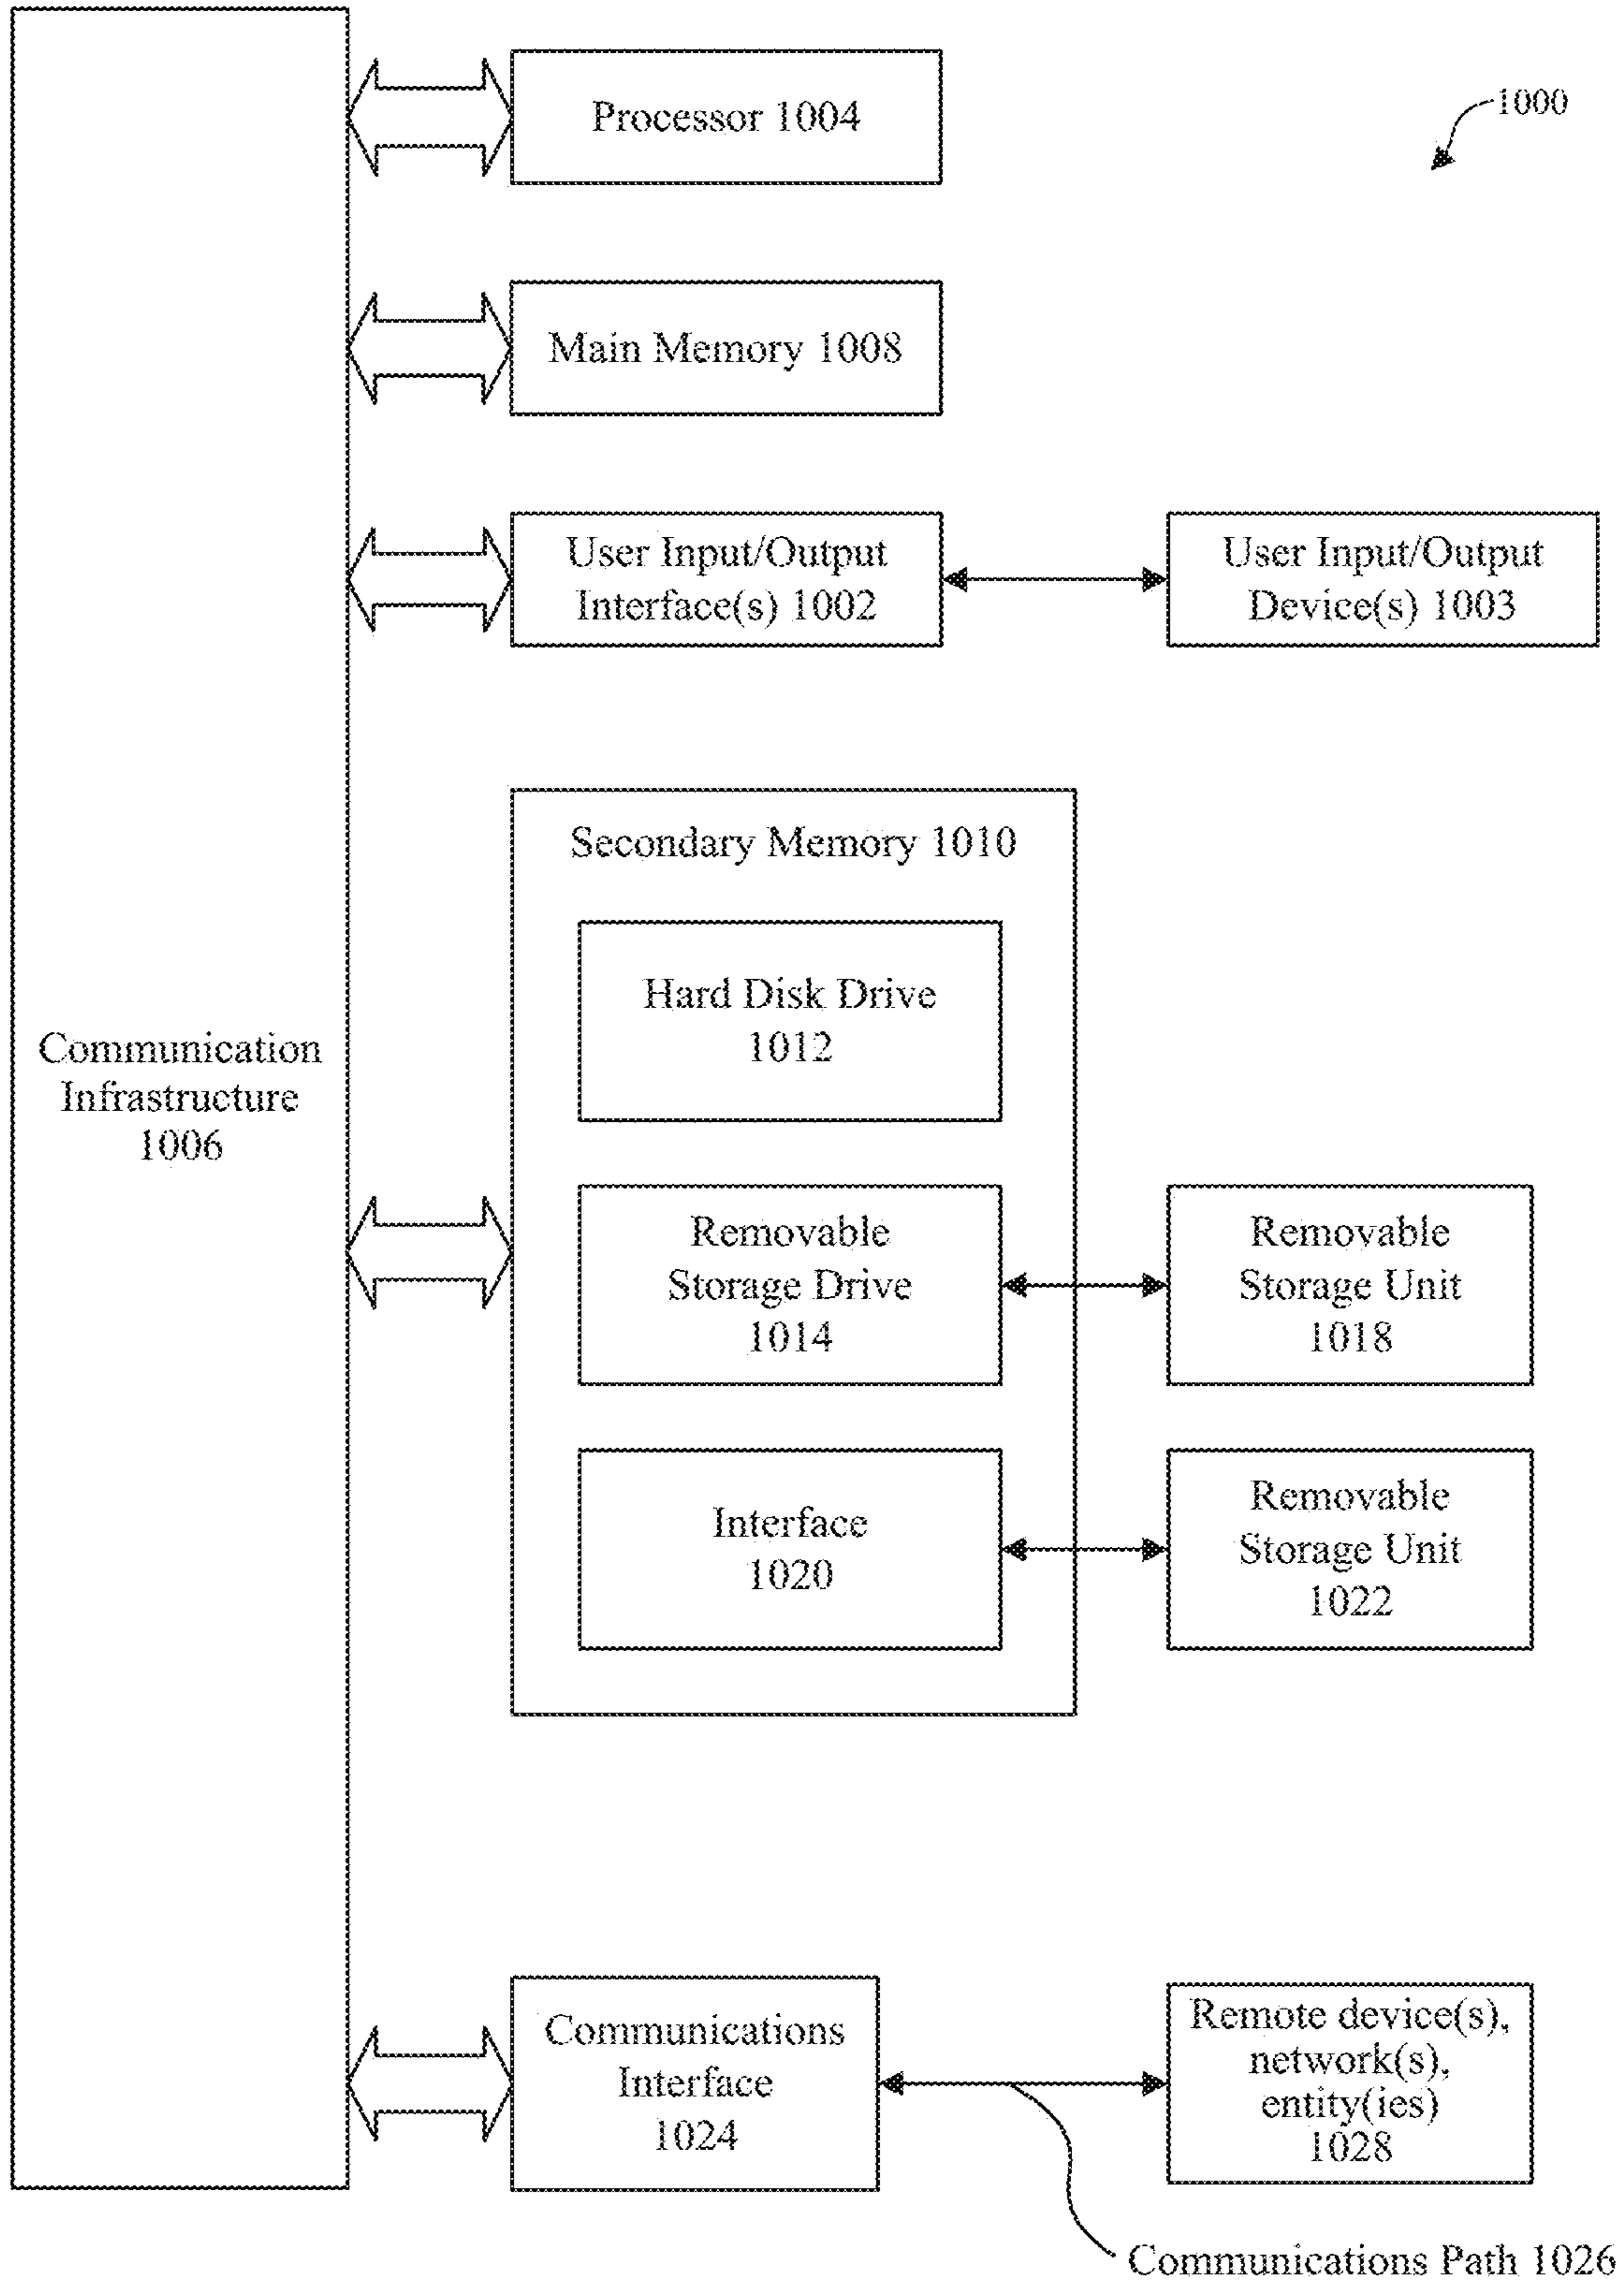 Processor 1004
1000
Main Memory 1008
User Input/Output
Interface(s) 1002
User Input/Output
Device(s) 1003
Secondary Memory 1010
Hard Disk Drive
1012
Communication
Infrastructure
1006
Removable
Storage Drive
1014
Removable
Storage Unit
1018
Interface
1020
Removable
Storage Unit
1022
Communications
Interface
1024
Remote device(s),
network(s),
entity(ies)
1028
Communications Path 1026